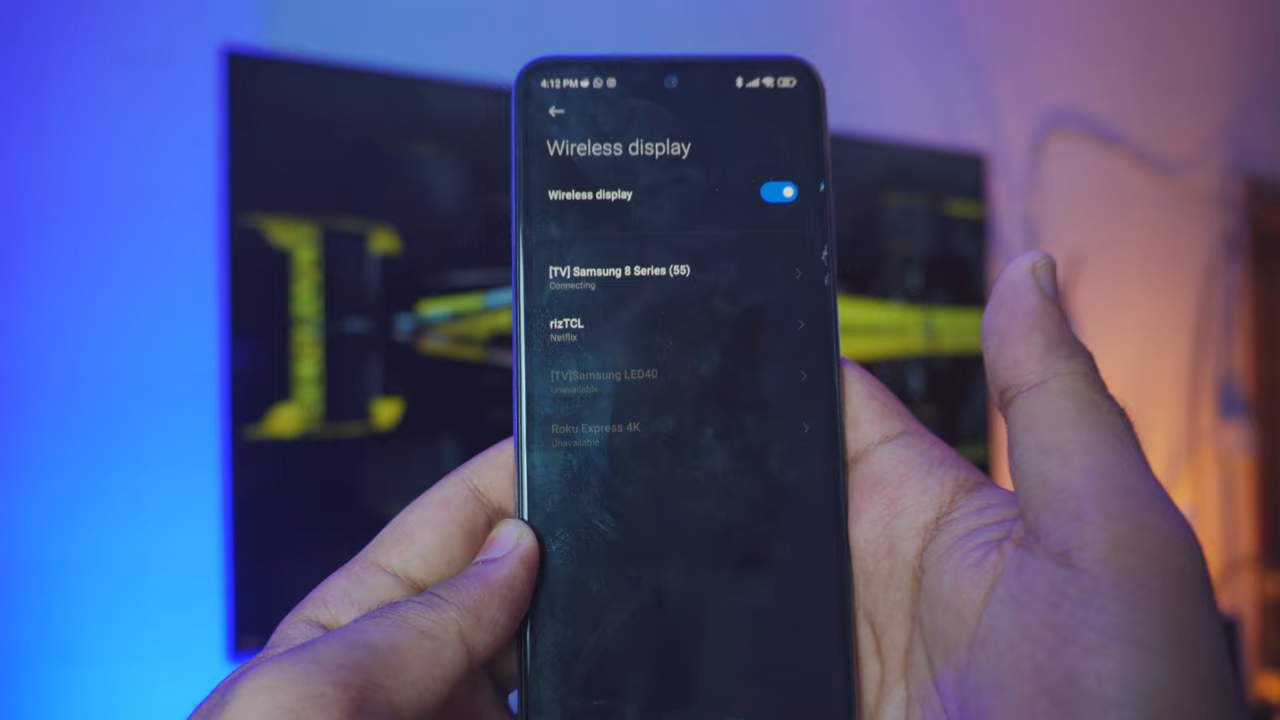 4:12 PM
Wireless display
Wireless display
[TV] Samsung 8 Series (55)
Connecting
rizTCL
Netflix
[TV]Samsung LED40
Unavailable
Roku Express 4K
Unavailable